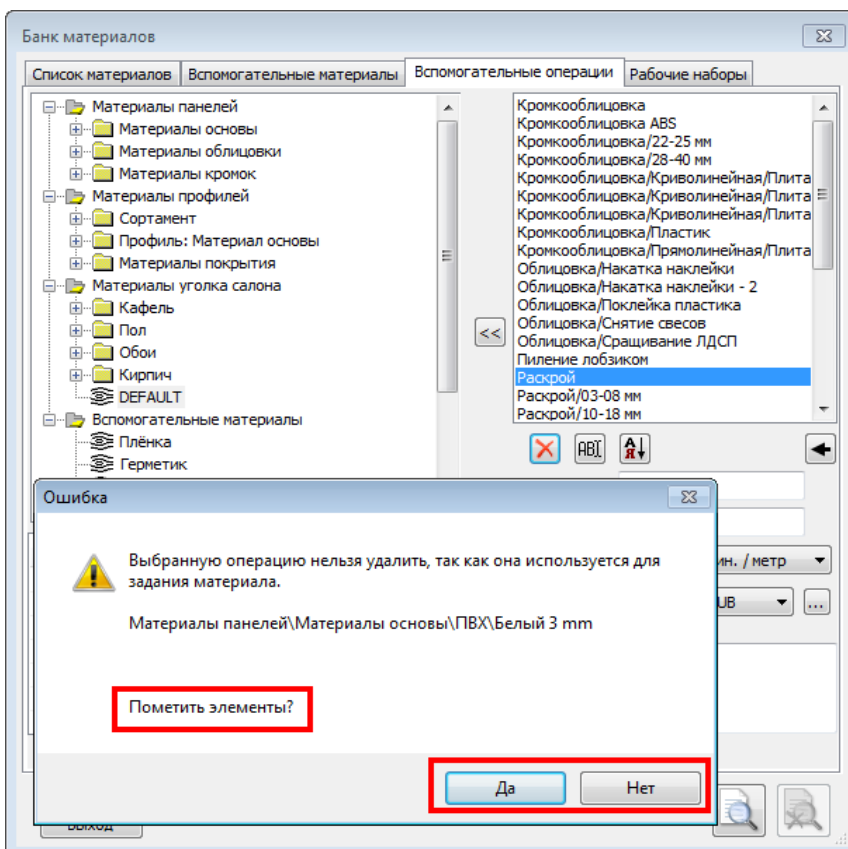 Банк материалов
Список материалов
Вспомогательные материалы
Вспомогательные операции
Рабочие наборы
Материалы панелей
Материалы основы
Материалы облицовки
Материалы кромок
Материалы профилей
Сортамент
Профиль: Материал основы
Материалы покрытия
Материалы уголка салона
Кафель
Пол
Обои
Кирпич
DEFAULT
Вспомогательные материалы
Плёнка
Герметик
Кромкооблицовка
Кромкооблицовка ABS
Кромкооблицовка/22-25 мм
Кромкооблицовка/28-40 мм
Кромкооблицовка/Криволинейная/Плита
Кромкооблицовка/Криволинейная/Плита
Кромкооблицовка/Криволинейная/Плита
Кромкооблицовка/Пластик
Кромкооблицовка/Прямолинейная/Плита
Облицовка/Накатка наклейки
Облицовка/Накатка наклейки - 2
Облицовка/Поклейка пластика
Облицовка/Снятие свесов
Облицовка/Сращивание ЛДСП
Пиление лобзиком
Раскрой
Раскрой/03-08 мм
Раскрой/10-18 мм
<<
АВ
А
Я
ин. / метр
UB
...
Ошибка
Выбранную операцию нельзя удалить, так как она используется для
задания материала.
Материалы панелей\Материалы основы\ПВХ\Белый 3 mm
Пометить элементы?
Да
Нет
Выход